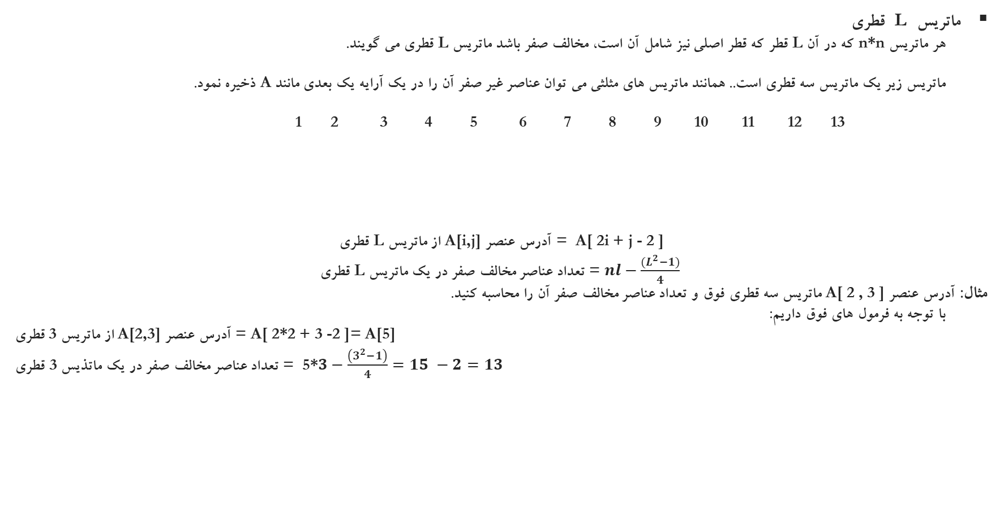 ▪ ماتریس L قطری
هر ماتریس n*n که در آن L قطر که قطر اصلی نیز شامل آن است، مخالف صفر باشد ماتریس L قطری می گویند.
ماتریس زیر یک ماتریس سه قطری است.. همانند ماتریس های مثلثی می توان عناصر غیر صفر آن را در یک آرایه یک بعدی مانند A ذخیره نمود.
1 2 3 4 5 6 7 8 9 10 11 12 13
آدرس عنصر A[i,j] از ماتریس L قطری = A[ 2i + j - 2 ]
تعداد عناصر مخالف صفر در یک ماتریس L قطری = nl − (L²−1)/4
مثال: آدرس عنصر A[ 2 , 3 ] ماتریس سه قطری فوق و تعداد عناصر مخالف صفر آن را محاسبه کنید.
با توجه به فرمول های فوق داریم:
آدرس عنصر A[2,3] از ماتریس 3 قطری = A[ 2*2 + 3 -2 ]= A[5]
تعداد عناصر مخالف صفر در یک ماتذیس 3 قطری = 5*3 − (3²−1)/4 = 15 − 2 = 13